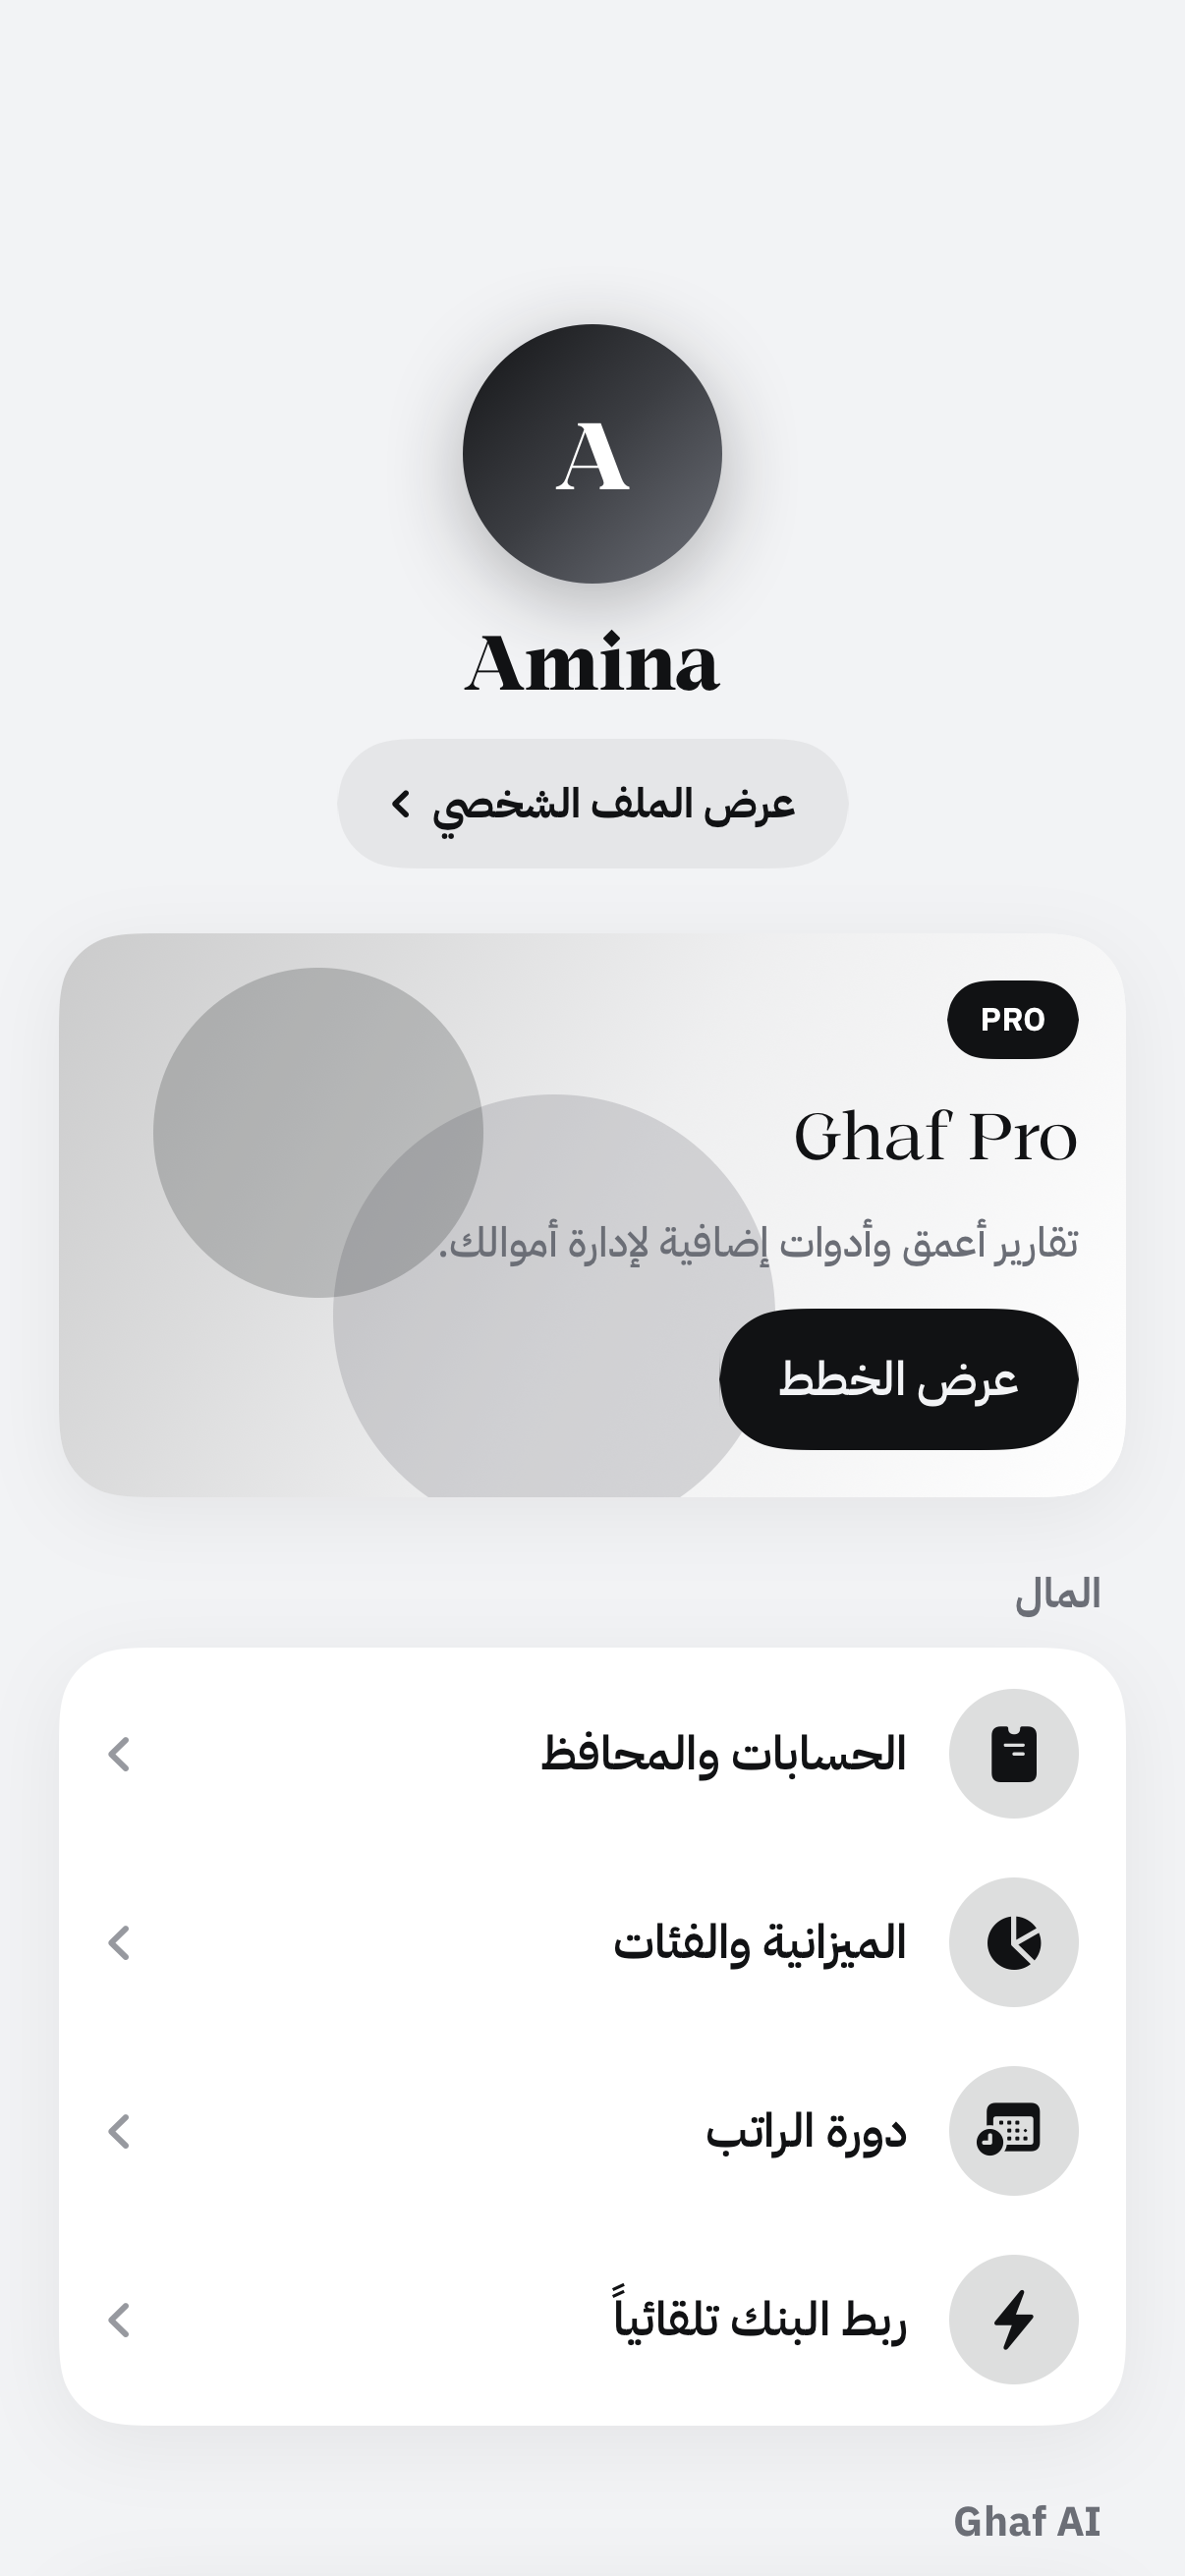 A
Amina
عرض الملف الشخصي
PRO
Ghaf Pro
تقارير أعمق وأدوات إضافية لإدارة أموالك.
عرض الخطط
المال
الحسابات والمحافظ
الميزانية والفئات
دورة الراتب
ربط البنك تلقائياً
Ghaf AI